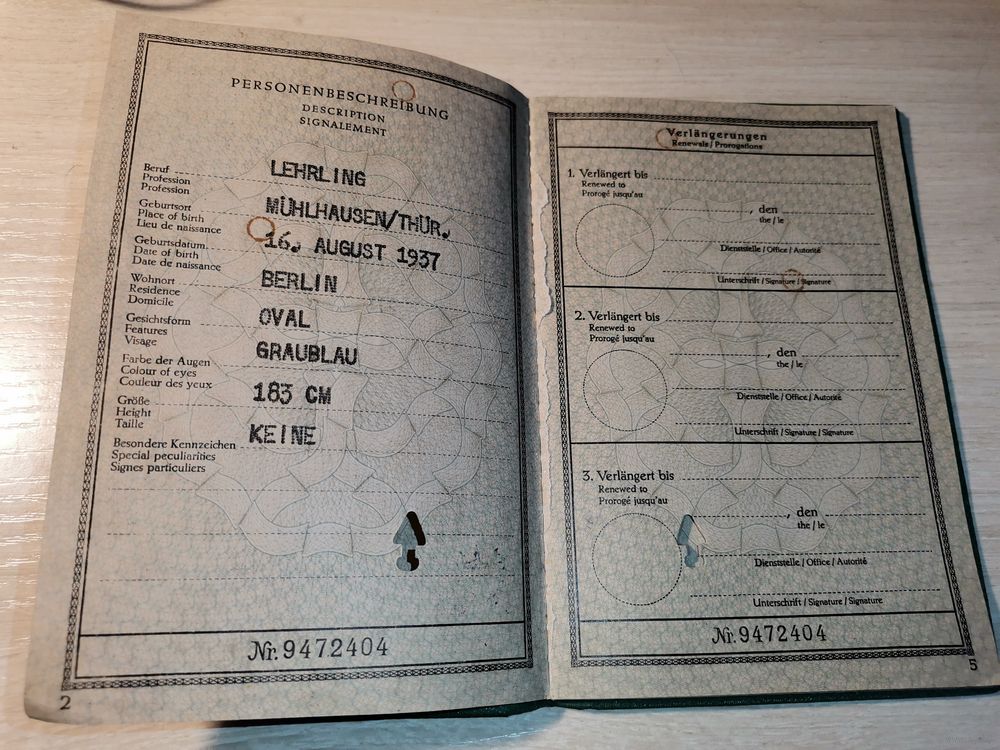 PERSONENBESCHREIBUNG
DESCRIPTION
SIGNALEMENT
Beruf LEHRLING
Profession
Profession
Geburtsort MÜHLHAUSEN/THÜR.
Place of birth
Lieu de naissance
Geburtsdatum 16. AUGUST 1937
Date of birth
Date de naissance
Wohnort BERLIN
Residence
Domicile
Gesichtsform OVAL
Features
Visage
Farbe der Augen GRAUBLAU
Colour of eyes
Couleur des yeux
Größe 183 CM
Height
Taille
Besondere Kennzeichen KEINE
Special peculiarities
Signes particuliers
Nr. 9472404
2
Verlängerungen
Renewals / Prorogations
1. Verlängert bis
Renewed to
Prorogé jusqu'au
, den
the / le
Dienststelle / Office / Autorité
Unterschrift / Signature / Signature
2. Verlängert bis
Renewed to
Prorogé jusqu'au
, den
the / le
Dienststelle / Office / Autorité
Unterschrift / Signature / Signature
3. Verlängert bis
Renewed to
Prorogé jusqu'au
, den
the / le
Dienststelle / Office / Autorité
Unterschrift / Signature / Signature
Nr. 9472404
5